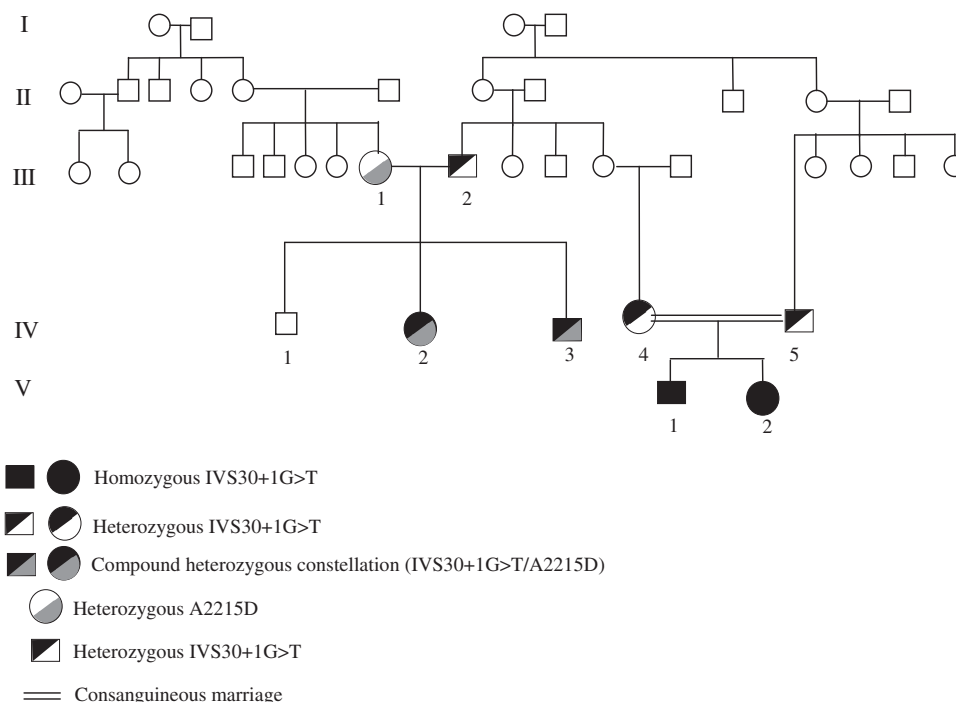 I
II
III
1 2
IV
1 2 3 4 5
V
1 2
Homozygous IVS30+1G>T
Heterozygous IVS30+1G>T
Compound heterozygous constellation (IVS30+1G>T/A2215D)
Heterozygous A2215D
Heterozygous IVS30+1G>T
Consanguineous marriage